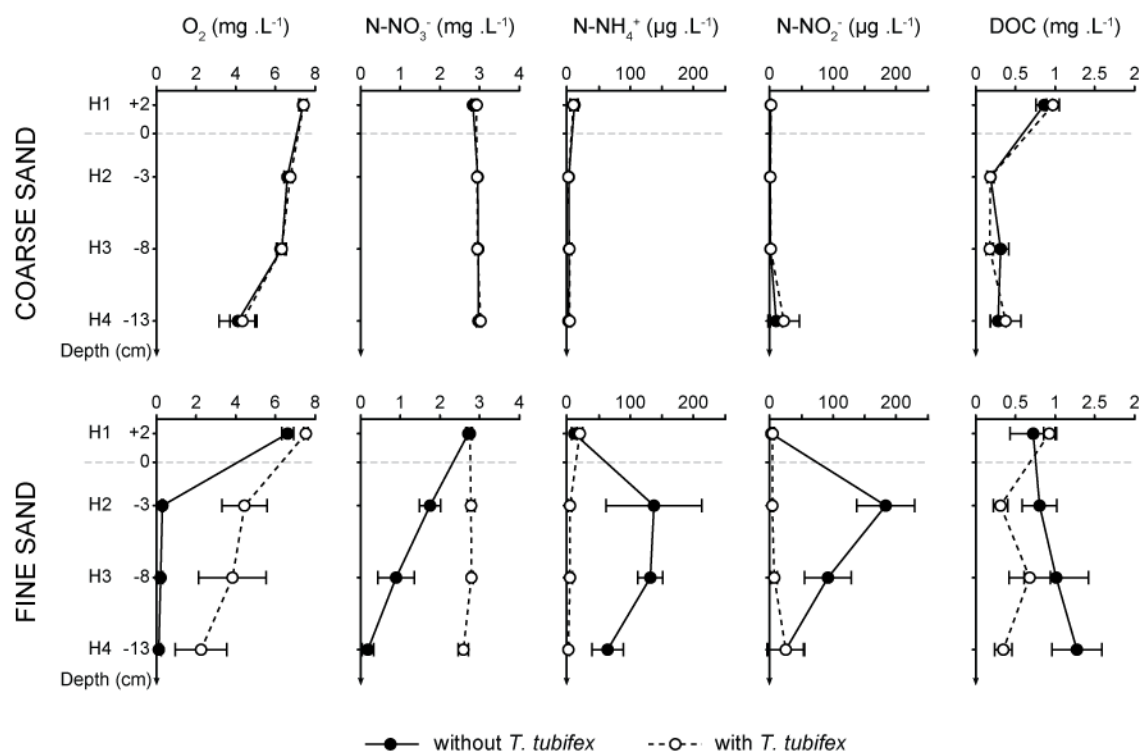 O₂ (mg .L⁻¹) N-NO₃⁻ (mg .L⁻¹) N-NH₄⁺ (µg .L⁻¹) N-NO₂⁻ (µg .L⁻¹) DOC (mg .L⁻¹)
0 2 4 6 8 0 1 2 3 4 0 100 200 0 100 200 0 0.5 1 2.5 2
COARSE SAND
H1 +2
0
H2 -3
H3 -8
H4 -13
Depth (cm)
0 2 4 6 8 0 1 2 3 4 0 100 200 0 100 200 0 0.5 1 2.5 2
FINE SAND
H1 +2
0
H2 -3
H3 -8
H4 -13
Depth (cm)
without T. tubifex with T. tubifex